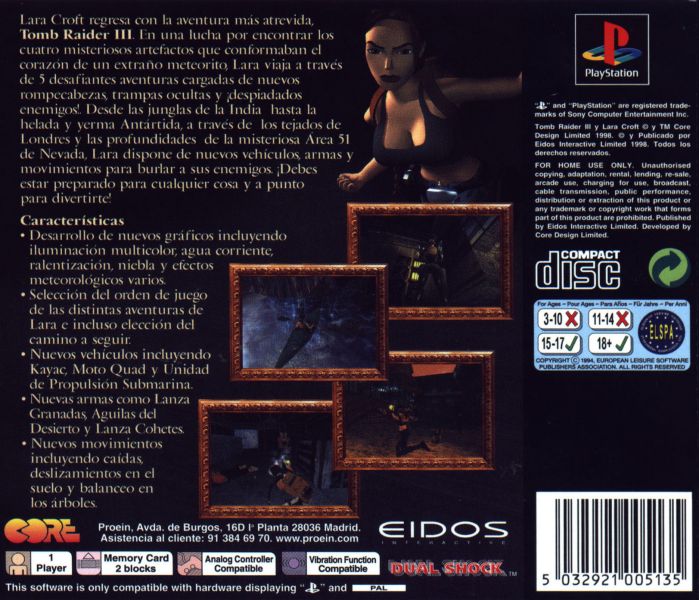 Lara Croft regresa con la aventura más atrevida,
Tomb Raider III. En una lucha por encontrar los
cuatro misteriosos artefactos que conformaban el
corazón de un extraño meteorito, Lara viaja a través
de 5 desafiantes aventuras cargadas de nuevos
rompecabezas, trampas ocultas y ¡despiadados
enemigos!. Desde las junglas de la India hasta la
helada y yerma Antártida, a través de los tejados de
Londres y las profundidades de la misteriosa Área 51
de Nevada, Lara dispone de nuevos vehículos, armas y
movimientos para burlar a sus enemigos. ¡Debes
estar preparado para cualquier cosa y a punto
para divertirte!
Características
• Desarrollo de nuevos gráficos incluyendo
iluminación multicolor, agua corriente,
ralentización, niebla y efectos
meteorológicos varios.
• Selección del orden de juego
de las distintas aventuras de
Lara e incluso elección del
camino a seguir.
• Nuevos vehículos incluyendo
Kayac, Moto Quad y Unidad
de Propulsión Submarina.
• Nuevas armas como Lanza
Granadas, Aguilas del
Desierto y Lanza Cohetes.
• Nuevos movimientos
incluyendo caídas,
deslizamientos en el
suelo y balanceo en
los árboles.
PlayStation
"PS" and "PlayStation" are registered trade-
marks of Sony Computer Entertainment Inc.
Tomb Raider III y Lara Croft © y TM Core
Design Limited 1998. © y Publicado por
Eidos Interactive Limited 1998. Todos los
derechos reservados.
FOR HOME USE ONLY. Unauthorised
copying, adaptation, rental, lending, re-sale,
arcade use, charging for use, broadcast,
cable transmission, public performance,
distribution or extraction of this product or
any trademark or copyright work that forms
part of this product are prohibited. Published
by Eidos Interactive Limited. Developed by
Core Design Limited.
COMPACT
disc
For Ages - Pour Ages - Para Años - Für Jahre - Per Anni
3-10 11-14
15-17 18+
ELSPA
COPYRIGHT © 1994, EUROPEAN LEISURE SOFTWARE
PUBLISHERS ASSOCIATION. ALL RIGHTS RESERVED
CORE
Proein, Avda. de Burgos, 16D Iª Planta 28036 Madrid.
Asistencia al cliente: 91 384 69 70. www.proein.com
EIDOS
INTERACTIVE
1
Player
Memory Card
2 blocks
Analog Controller
Compatible
Vibration Function
Compatible
DUAL SHOCK™
This software is only compatible with hardware displaying "PS" and PAL
5 032921 005135